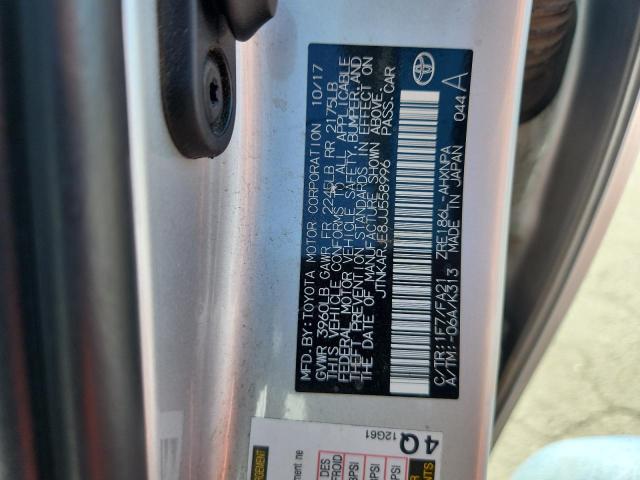 MFD.BY:TOYOTA MOTOR CORPORATION 10/17
GVWR 3960LB GAWR FR 2245LB RR 2175LB
THIS VEHICLE CONFORMS TO ALL APPLICABLE
FEDERAL MOTOR VEHICLE SAFETY, BUMPER, AND
THEFT PREVENTION STANDARDS IN EFFECT ON
THE DATE OF MANUFACTURE SHOWN ABOVE.
JTNKARJE8JJ558996 PASS.CAR
C/TR:1F7/FA21 ZRE186L-AHXNPA
A/TM:-06A/K313 MADE IN JAPAN 044 A
4Q
12G61